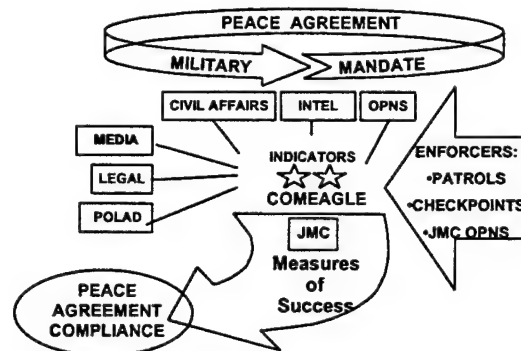 PEACE AGREEMENT
MILITARY MANDATE
CIVIL AFFAIRS INTEL OPNS
MEDIA
LEGAL
POLAD
INDICATORS
COMEAGLE
ENFORCERS:
•PATROLS
•CHECKPOINTS
•JMC OPNS
JMC
Measures
of
Success
PEACE
AGREEMENT
COMPLIANCE